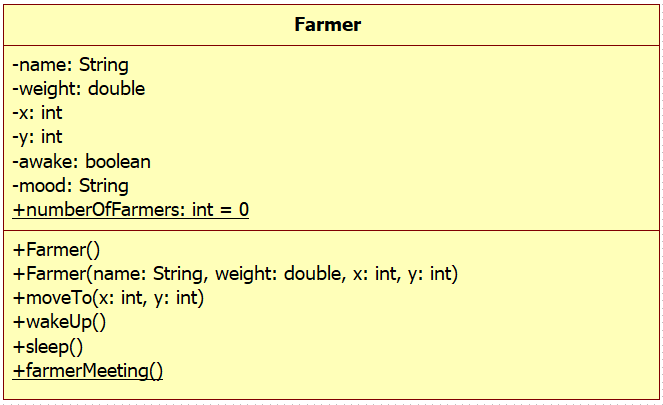 Farmer
-name: String
-weight: double
-x: int
-y: int
-awake: boolean
-mood: String
+numberOfFarmers: int = 0
+Farmer()
+Farmer(name: String, weight: double, x: int, y: int)
+moveTo(x: int, y: int)
+wakeUp()
+sleep()
+farmerMeeting()